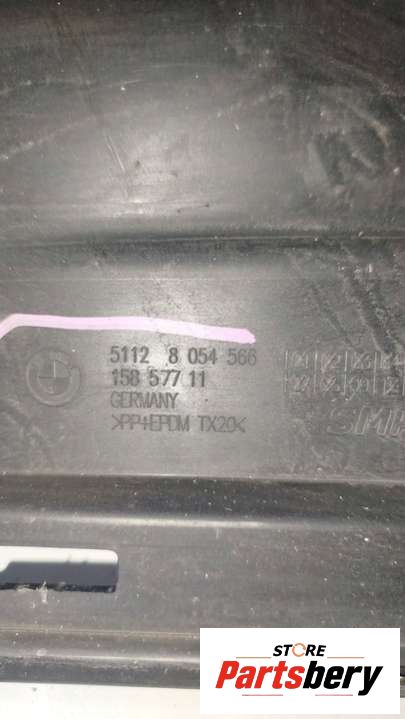 5112 8 054 566
158 577 11
GERMANY
>PP+EPDM TX20<
STORE
Partsbery